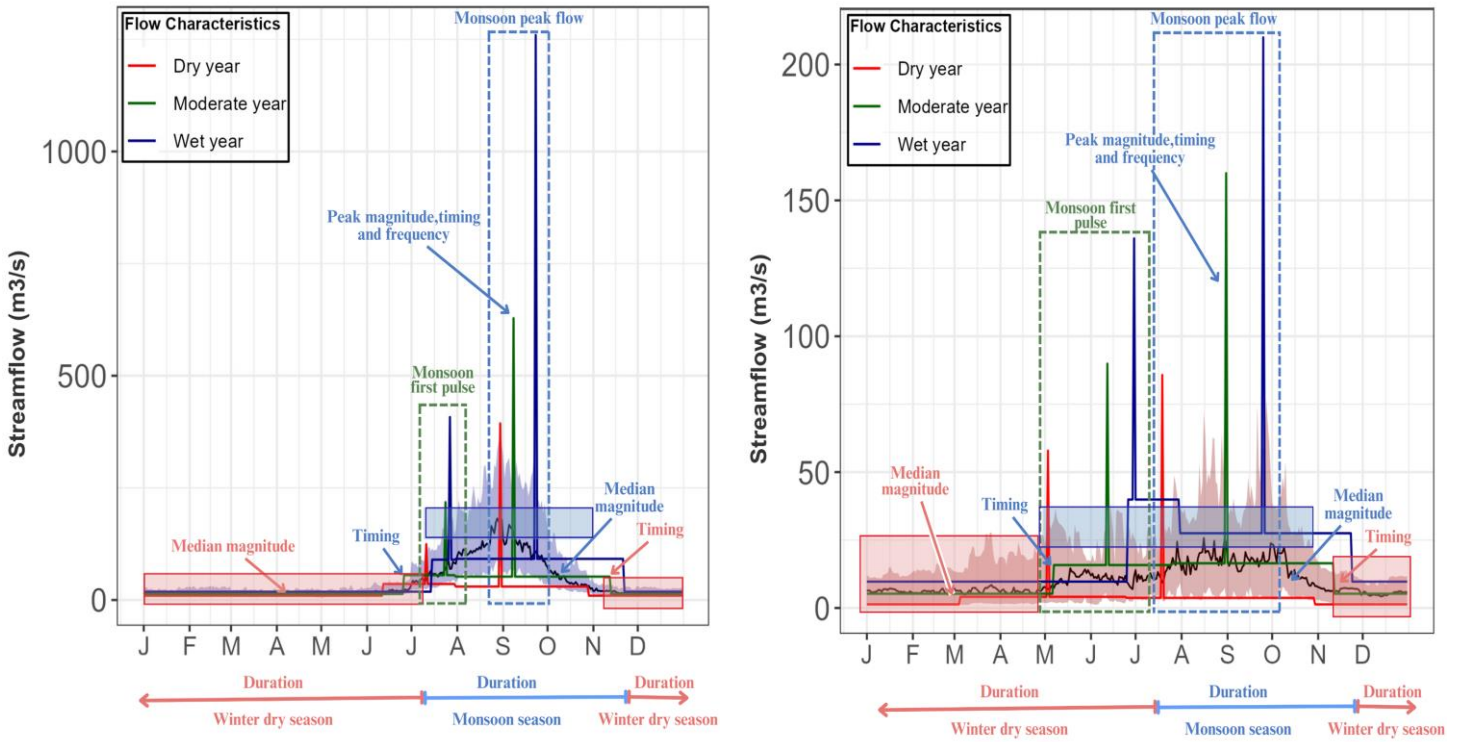 Flow Characteristics
Dry year
Moderate year
Wet year
Monsoon peak flow
Peak magnitude,timing
and frequency
Monsoon
first pulse
Median
magnitude
Timing
Timing
Median magnitude
Streamflow (m3/s)
1000
500
0
J F M A M J J A S O N D
Duration Duration Duration
Winter dry season Monsoon season Winter dry season
Flow Characteristics
Dry year
Moderate year
Wet year
Monsoon peak flow
Peak magnitude,timing
and frequency
Monsoon first
pulse
Median
magnitude
Timing
Median
magnitude
Timing
Streamflow (m3/s)
200
150
100
50
0
J F M A M J J A S O N D
Duration Duration Duration
Winter dry season Monsoon season Winter dry season